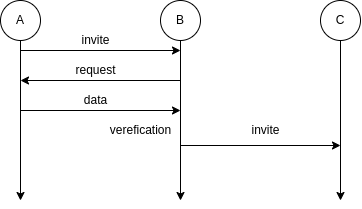 A
B
C
invite
request
data
verefication
invite